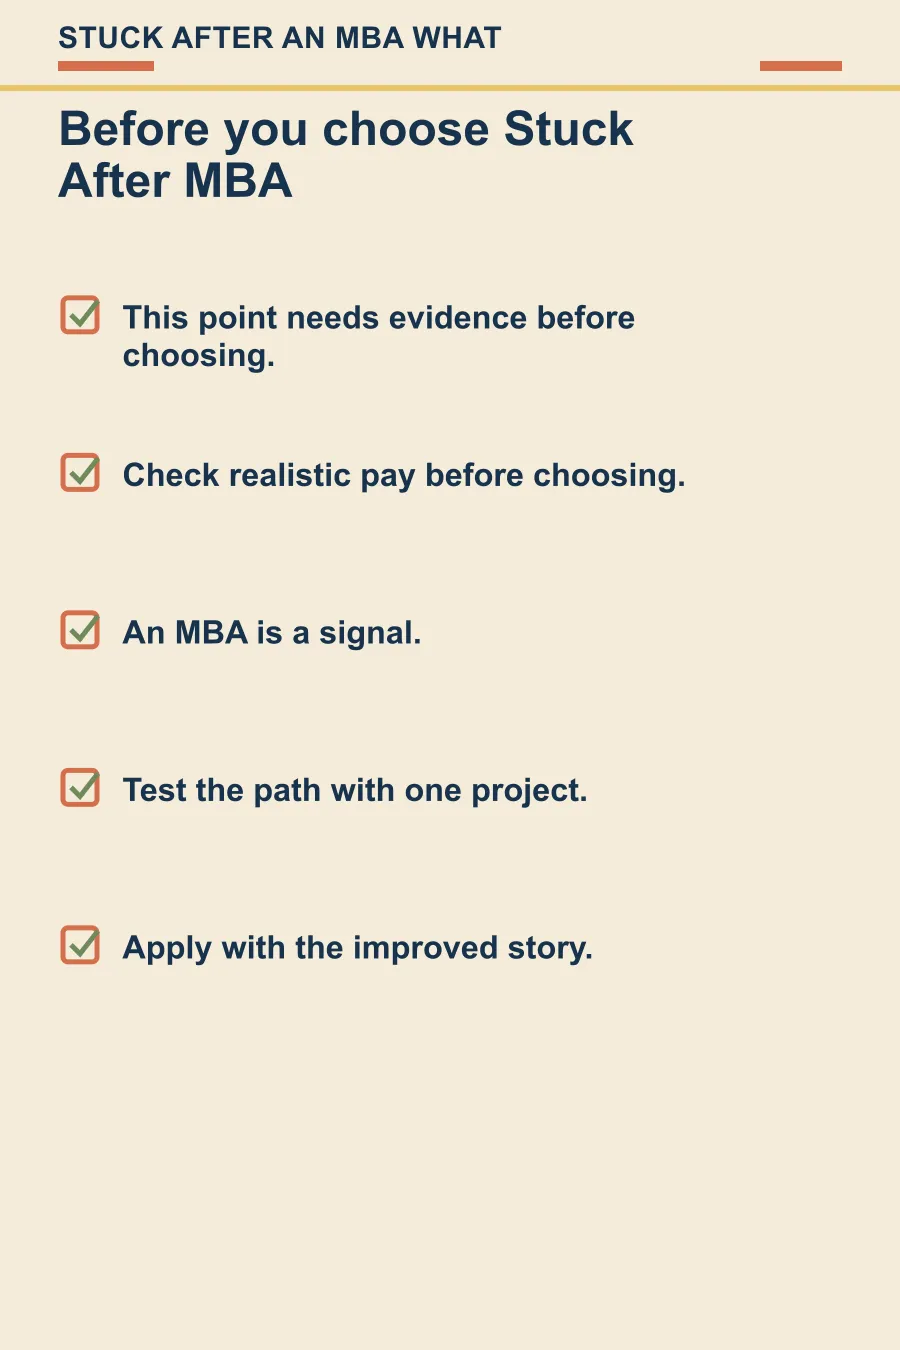 STUCK AFTER AN MBA WHAT
Before you choose Stuck
After MBA
This point needs evidence before
choosing.
Check realistic pay before choosing.
An MBA is a signal.
Test the path with one project.
Apply with the improved story.